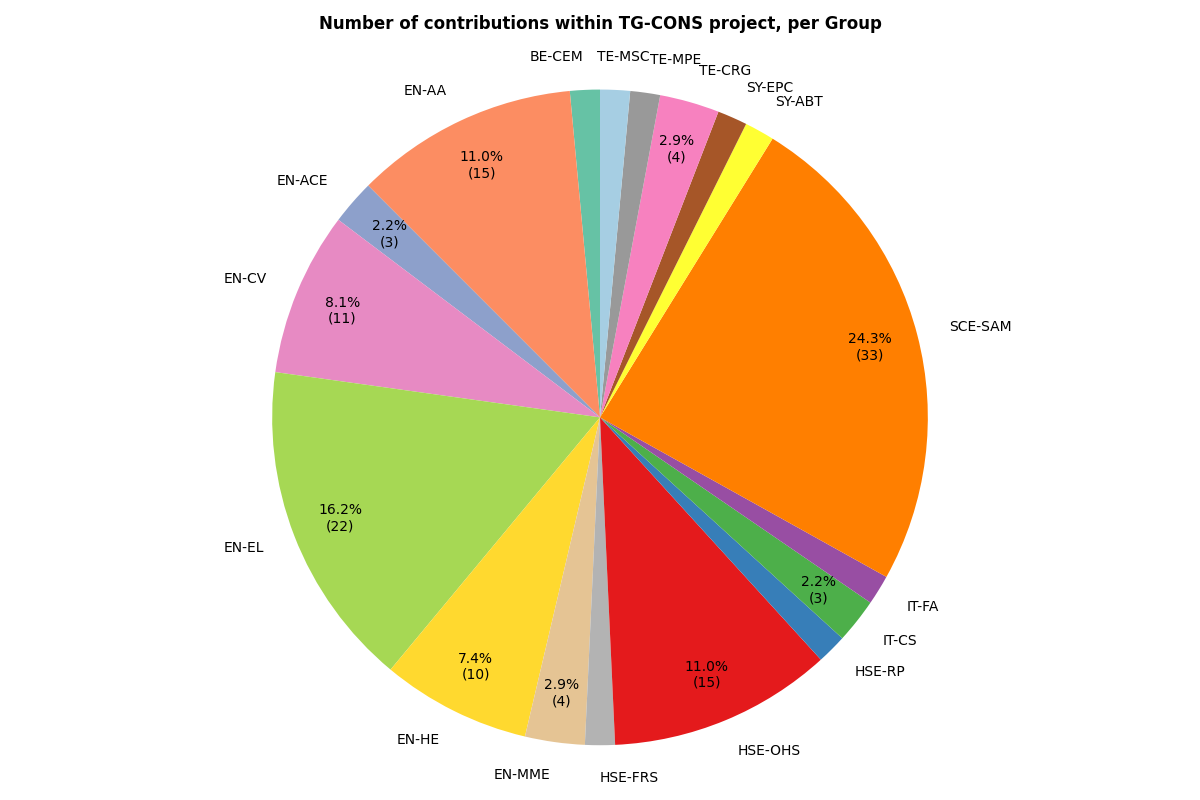 Number of contributions within TG-CONS project, per Group
BE-CEM
TE-MSC
TE-MPE
TE-CRG
SY-EPC
SY-ABT
EN-AA
11.0%
(15)
2.9%
(4)
EN-ACE
2.2%
(3)
EN-CV
8.1%
(11)
SCE-SAM
24.3%
(33)
EN-EL
16.2%
(22)
2.2%
(3)
IT-FA
IT-CS
HSE-RP
7.4%
(10)
2.9%
(4)
11.0%
(15)
EN-HE
EN-MME
HSE-FRS
HSE-OHS